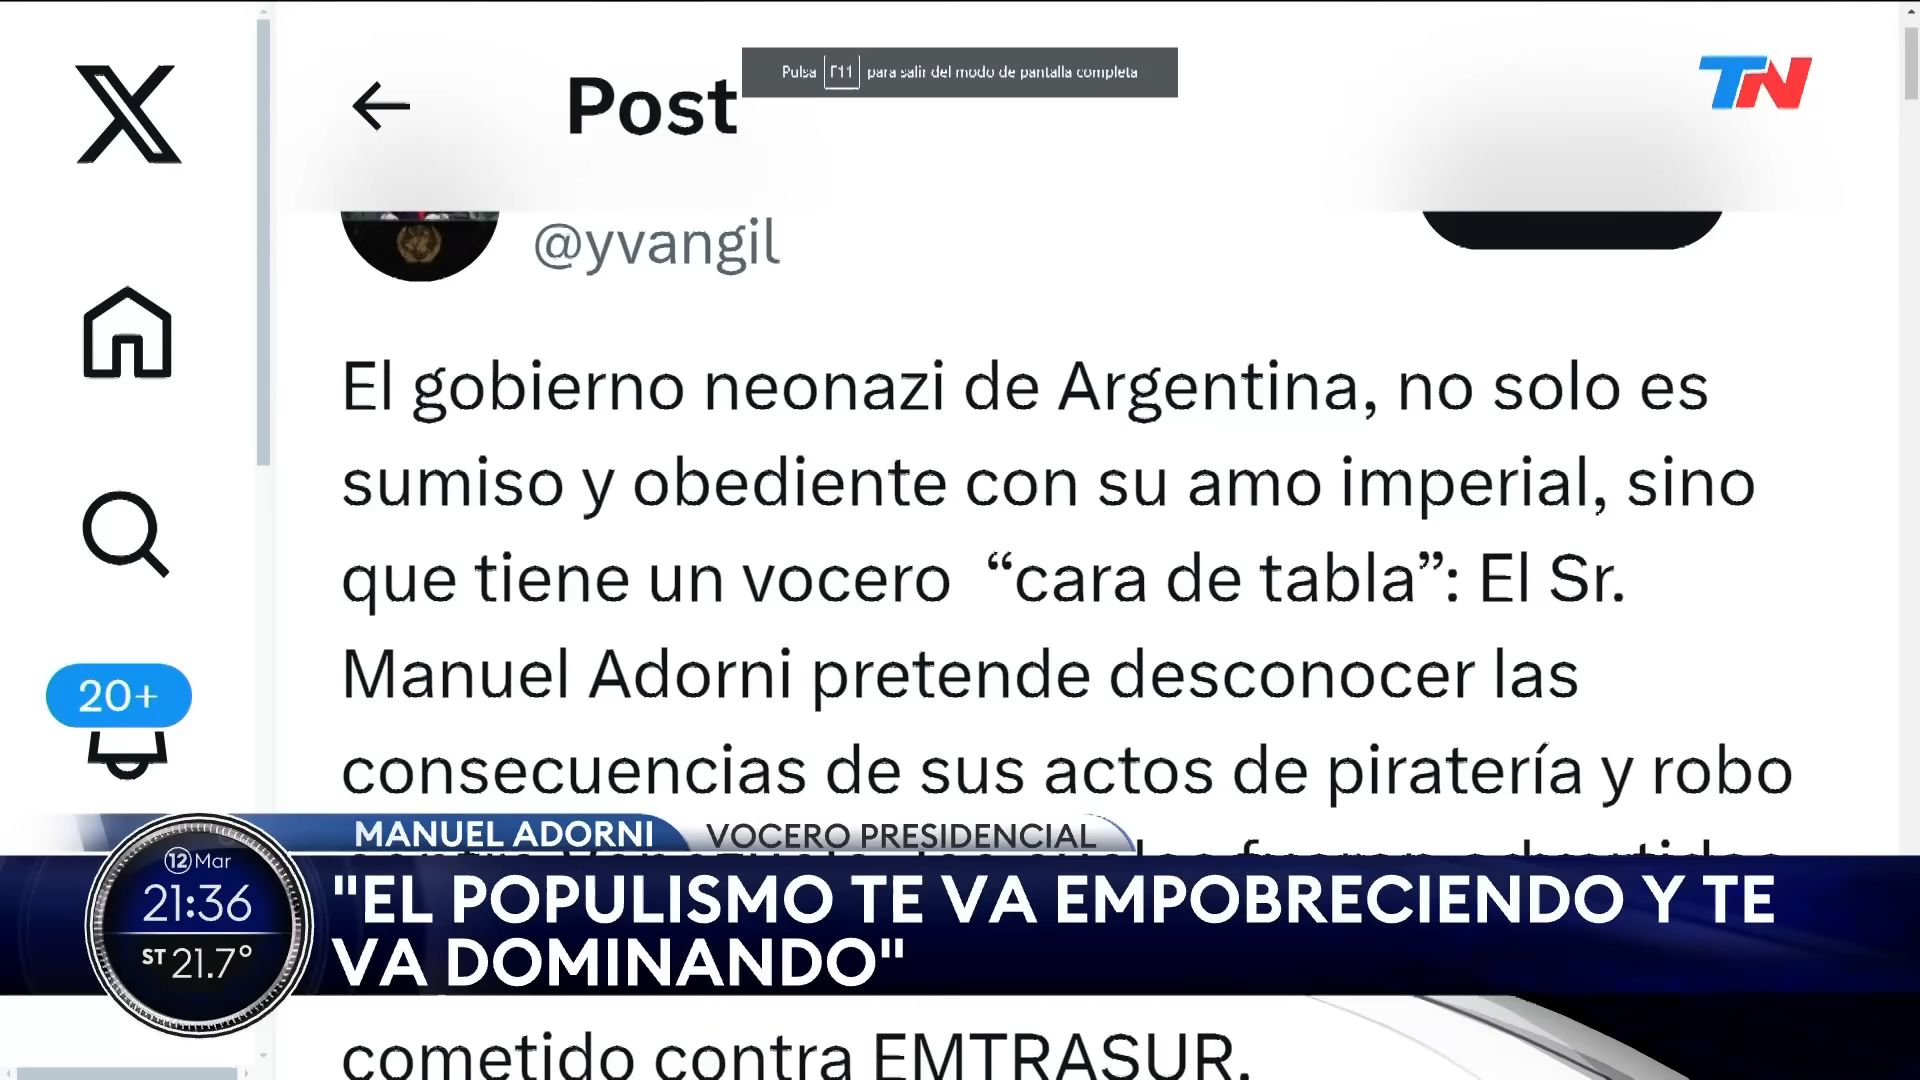 Pulsa F11 para salir del modo de pantalla completa
TN
Post
@yvangil
El gobierno neonazi de Argentina, no solo es
sumiso y obediente con su amo imperial, sino
que tiene un vocero “cara de tabla”: El Sr.
Manuel Adorni pretende desconocer las
consecuencias de sus actos de piratería y robo
20+
MANUEL ADORNI VOCERO PRESIDENCIAL
12 Mar
21:36
ST 21.7°
"EL POPULISMO TE VA EMPOBRECIENDO Y TE
VA DOMINANDO"
cometido contra EMTRASUR.